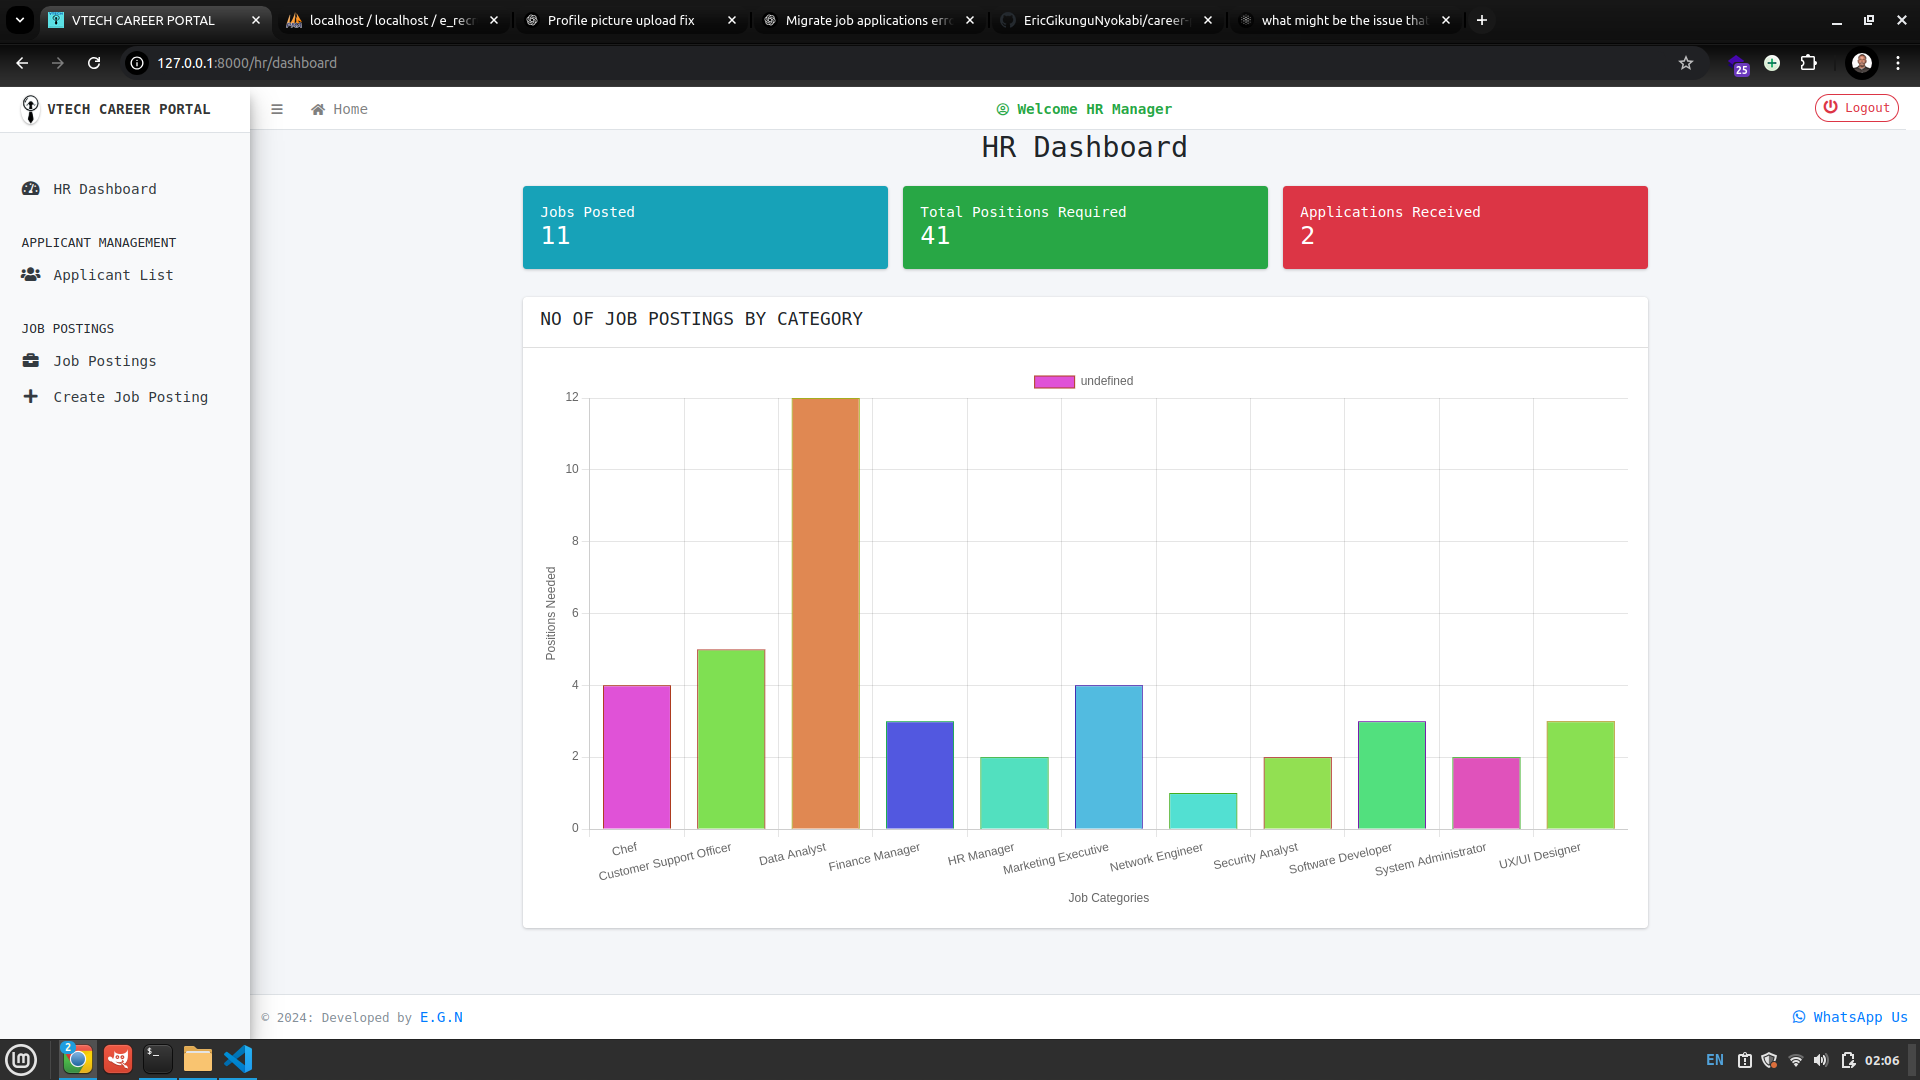 VTECH CAREER PORTAL
localhost / localhost / e_recr
Profile picture upload fix
Migrate job applications erro
EricGikunguNyokabi/career-
what might be the issue tha
127.0.0.1:8000/hr/dashboard
25
VTECH CAREER PORTAL
Home
Welcome HR Manager
Logout
HR Dashboard
APPLICANT MANAGEMENT
Applicant List
JOB POSTINGS
Job Postings
Create Job Posting
HR Dashboard
Jobs Posted
11
Total Positions Required
41
Applications Received
2
NO OF JOB POSTINGS BY CATEGORY
undefined
12
10
8
6
4
2
0
Positions Needed
Chef
Customer Support Officer
Data Analyst
Finance Manager
HR Manager
Marketing Executive
Network Engineer
Security Analyst
Software Developer
System Administrator
UX/UI Designer
Job Categories
© 2024: Developed by E.G.N
WhatsApp Us
2
$_
EN
02:06